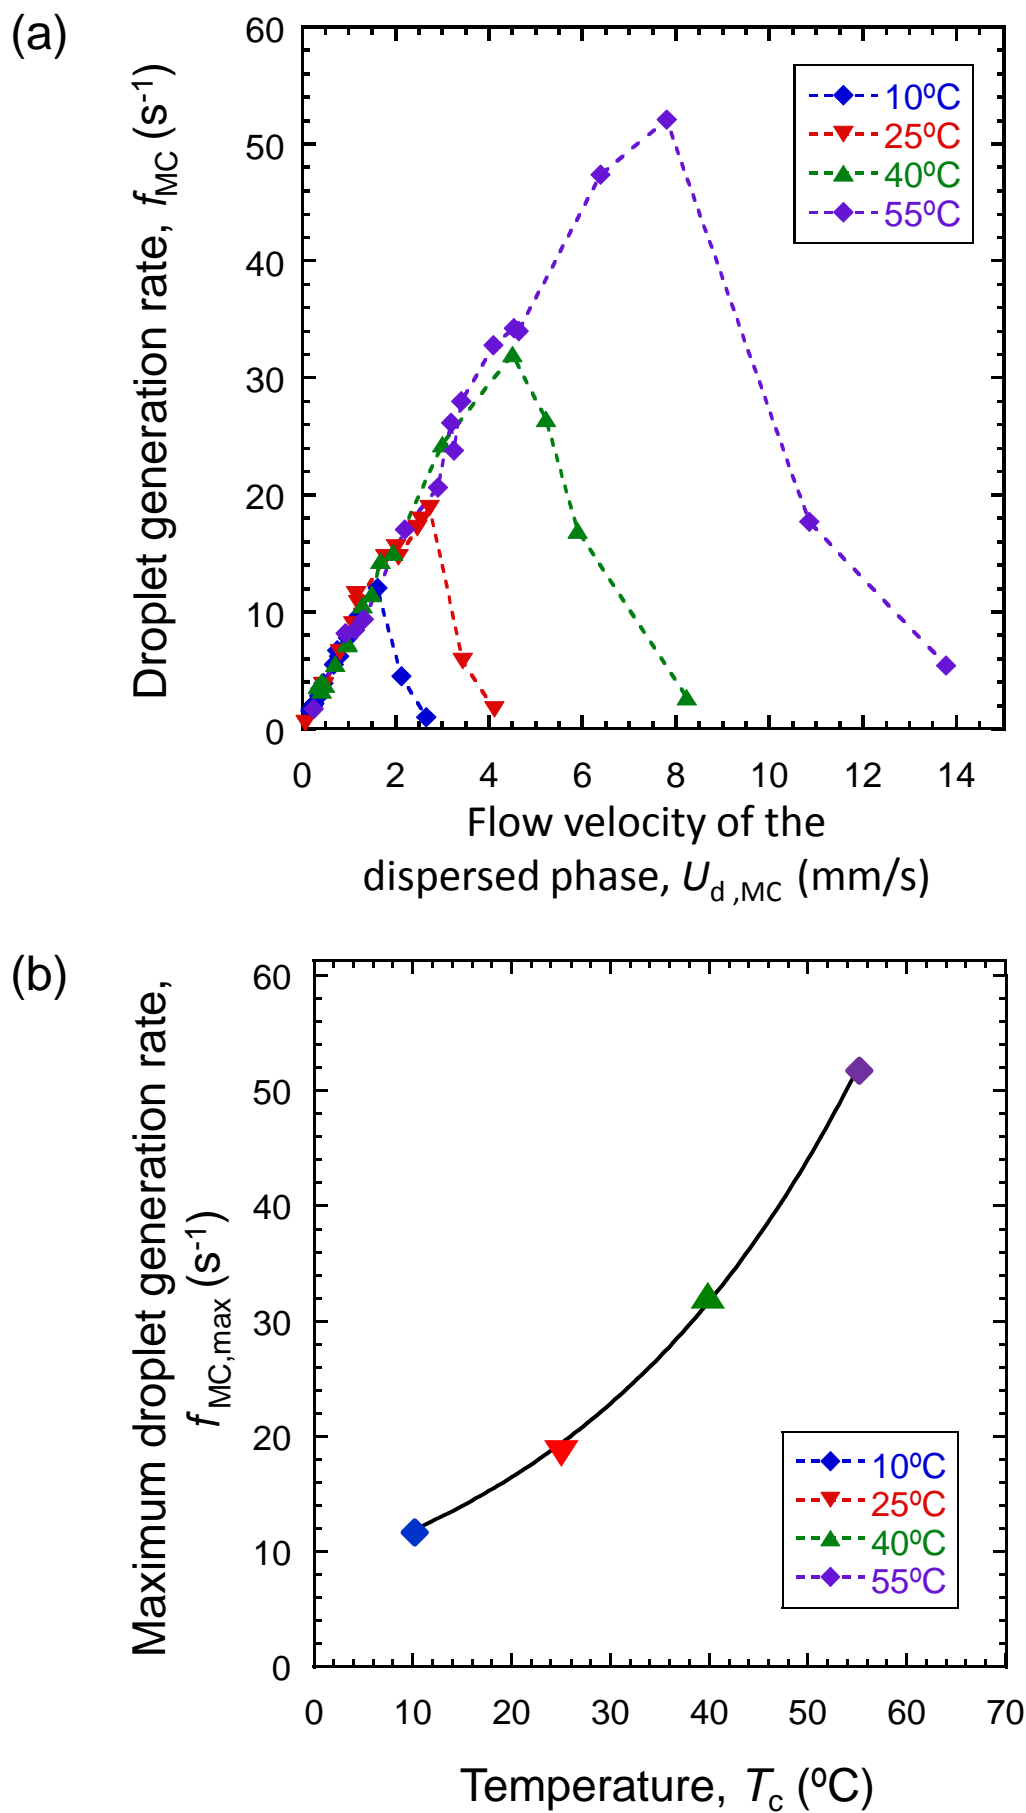 (a)
Droplet generation rate, fMC (s-1)
60
50
40
30
20
10
0
10ºC
25ºC
40ºC
55ºC
0 2 4 6 8 10 12 14
Flow velocity of the
dispersed phase, Ud ,MC (mm/s)
(b)
Maximum droplet generation rate,
fMC,max (s-1)
60
50
40
30
20
10
0
10ºC
25ºC
40ºC
55ºC
0 10 20 30 40 50 60 70
Temperature, Tc (ºC)